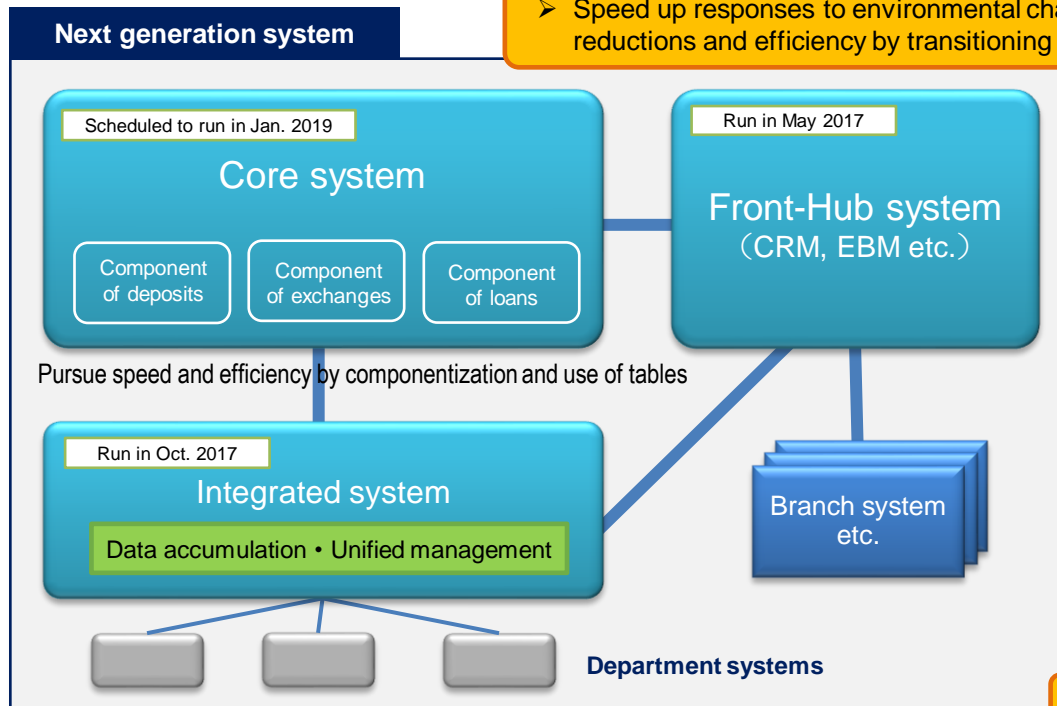 ➢ Speed up responses to environmental cha
reductions and efficiency by transitioning
Next generation system
Scheduled to run in Jan. 2019
Core system
Component
of deposits
Component
of exchanges
Component
of loans
Run in May 2017
Front-Hub system
（CRM, EBM etc.）
Pursue speed and efficiency by componentization and use of tables
Run in Oct. 2017
Integrated system
Data accumulation・Unified management
Branch system
etc.
Department systems